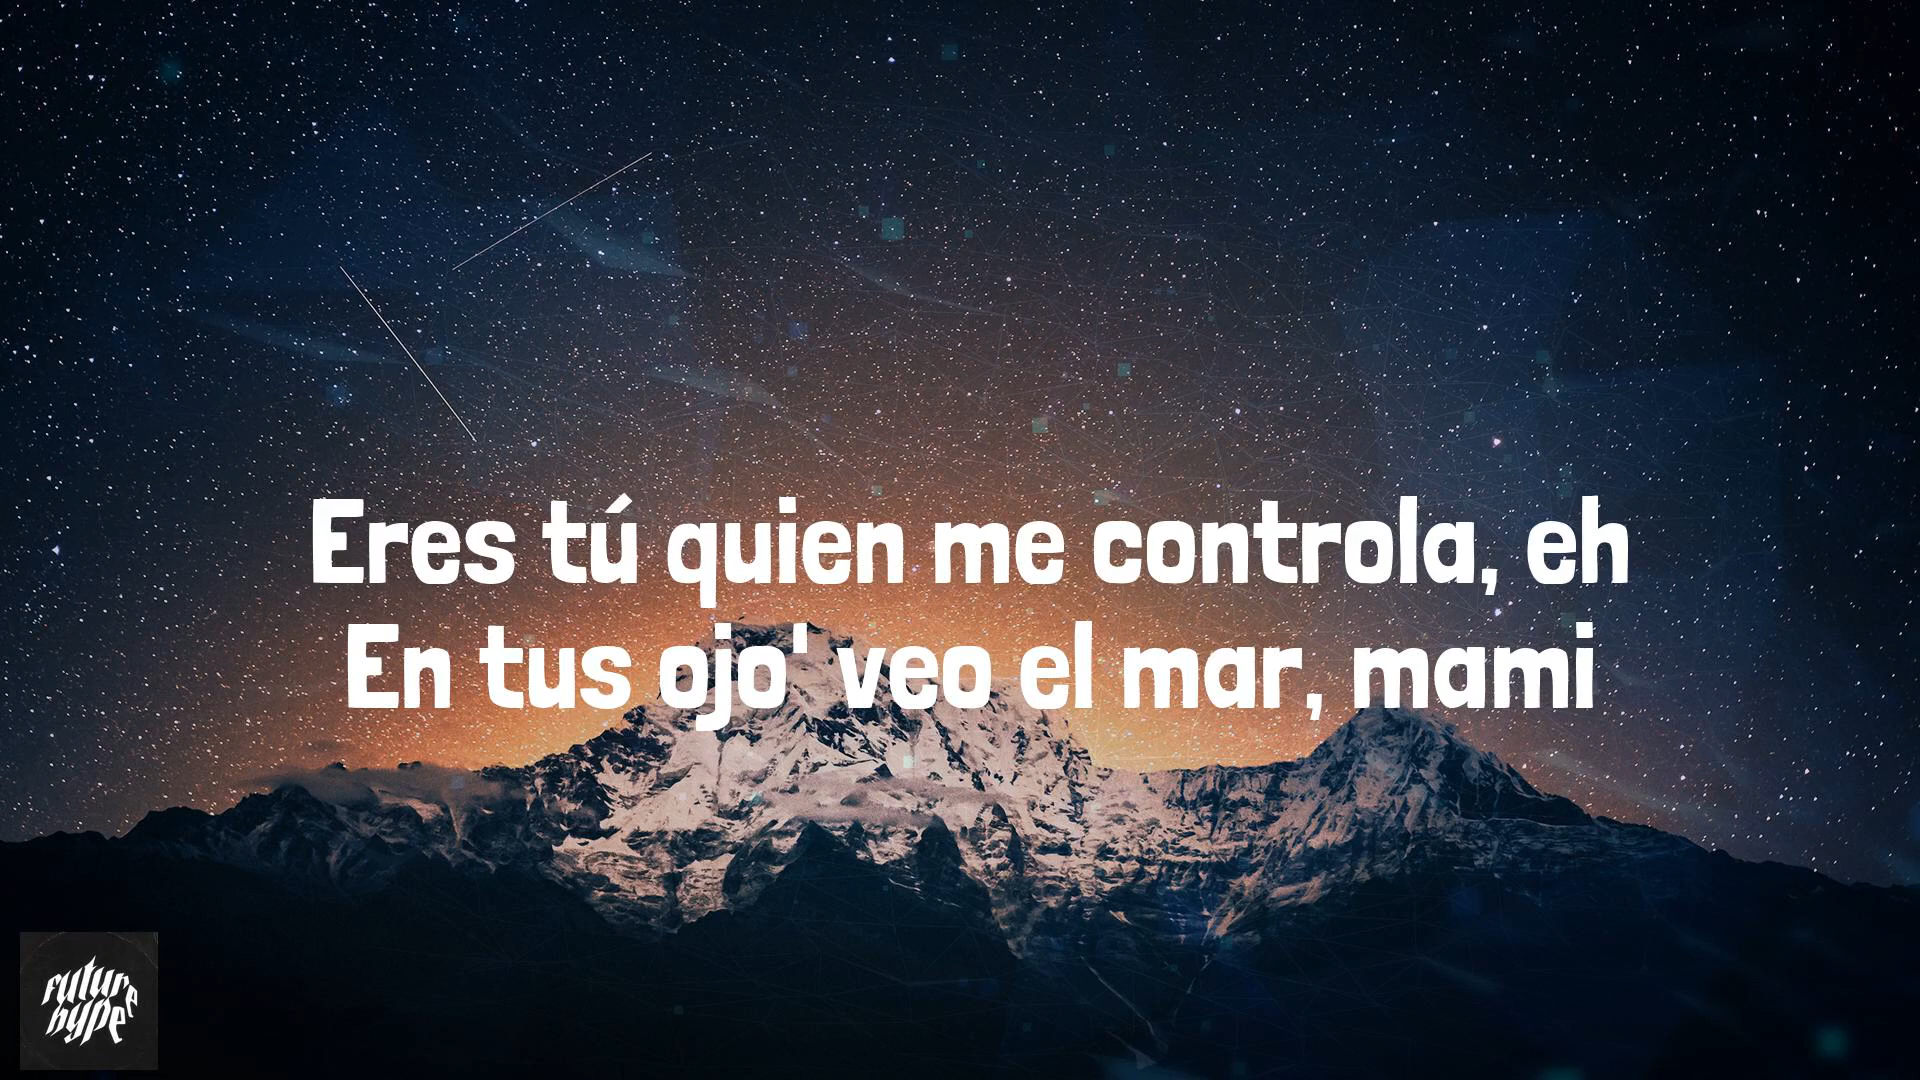 Eres tú quien me controla, eh
En tus ojo' veo el mar, mami
future
hype